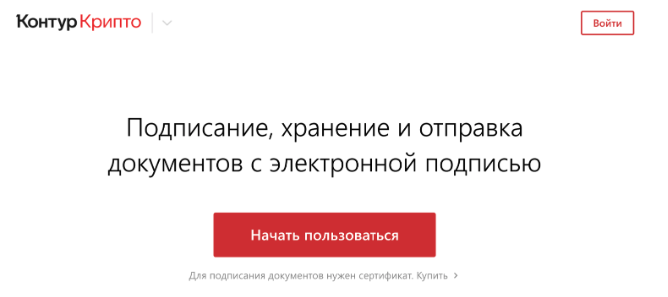 Контур Крипто
Войти
Подписание, хранение и отправка
документов с электронной подписью
Начать пользоваться
Для подписания документов нужен сертификат. Купить >